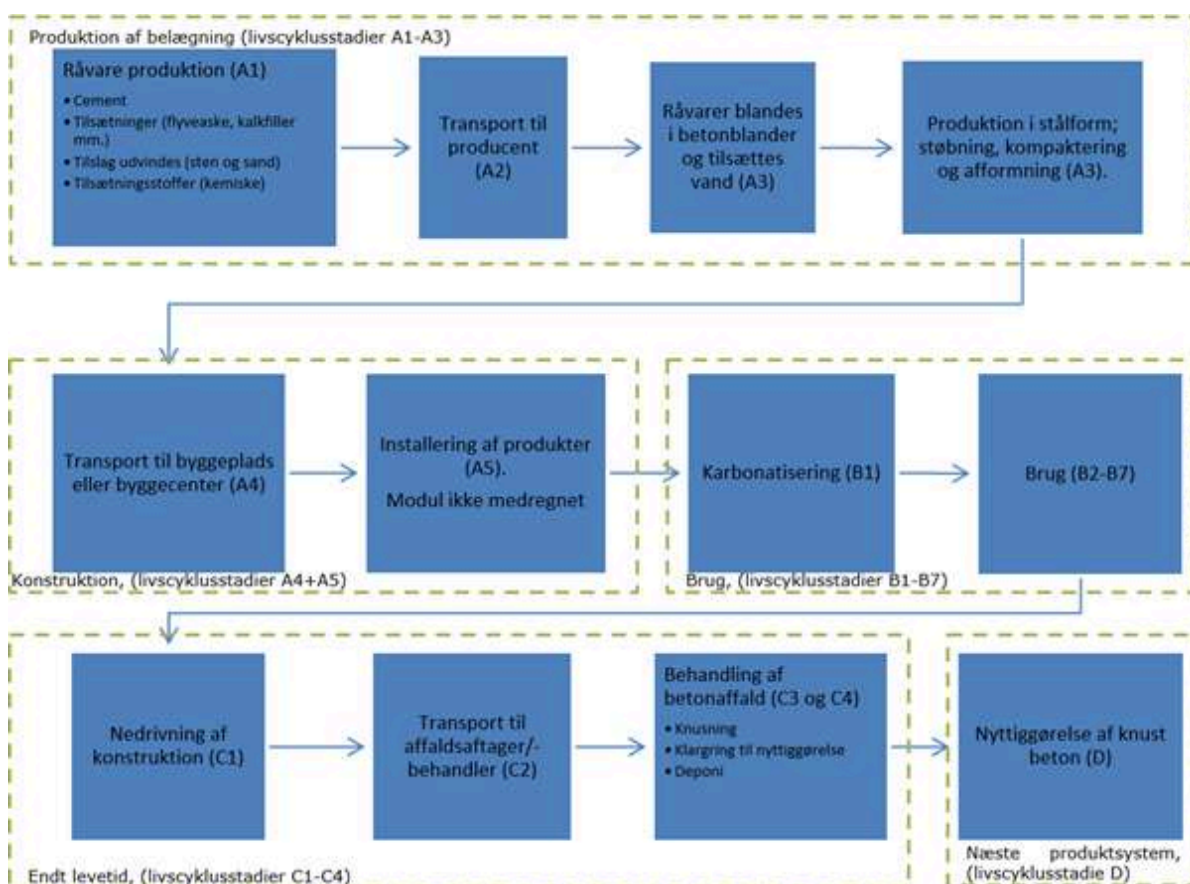 Produktion af belægning (livscyklusstadier A1-A3)
Råvare produktion (A1)
• Cement
• Tilsætninger (flyveaske, kalkfiller
mm.)
• Tilslag udvindes (sten og sand)
• Tilsætningsstoffer (kemiske)
Transport til
producent
(A2)
Råvarer blandes
i betonblander
og tilsættes
vand (A3)
Produktion i stålform;
støbning, kompaktering
og afformning (A3).
Transport til byggeplads
eller byggecenter (A4)
Installering af produkter
(A5).
Modul ikke medregnet
Konstruktion, (livscyklusstadier A4+A5)
Karbonatisering (B1)
Brug (B2-B7)
Brug, (livscyklusstadier B1-B7)
Nedrivning af
konstruktion (C1)
Transport til
affaldsaftager/-
behandler (C2)
Behandling af
betonaffald (C3 og C4)
• Knusning
• Klargring til nyttiggørelse
• Deponi
Endt levetid, (livscyklusstadier C1-C4)
Nyttiggørelse af knust
beton (D)
Næste produktsystem,
(livscyklusstadie D)